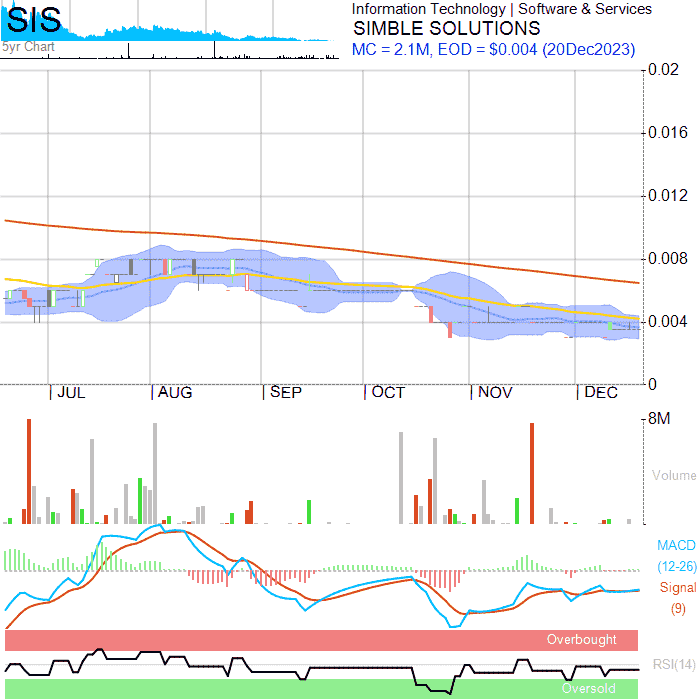 SIS
5yr Chart
Information Technology | Software & Services
SIMBLE SOLUTIONS
MC = 2.1M, EOD = $0.004 (20Dec2023)
0.02
0.016
0.012
0.008
0.004
0
JUL AUG SEP OCT NOV DEC
8M
Volume
MACD
(12-26)
Signal
(9)
Overbought
RSI(14)
Oversold